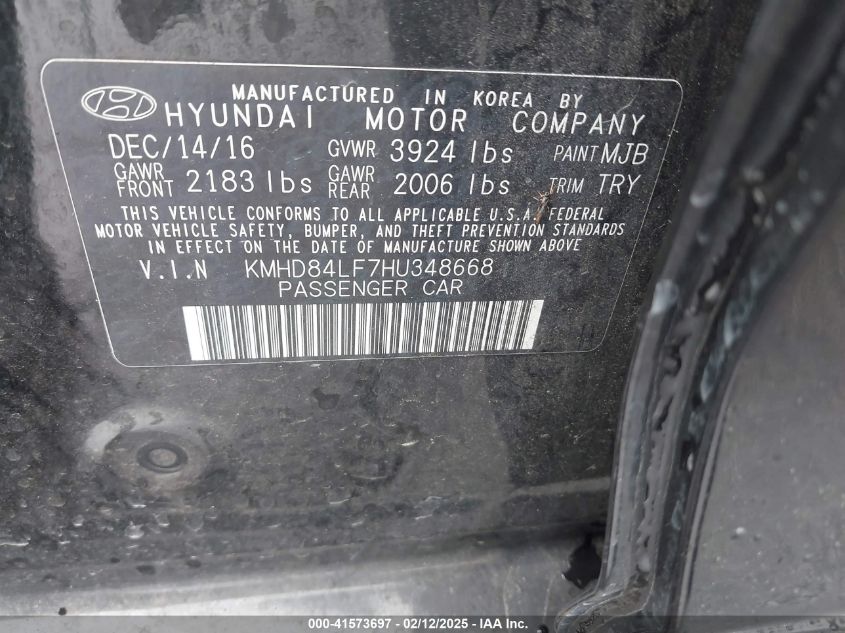 MANUFACTURED IN KOREA BY
HYUNDAI MOTOR COMPANY
DEC/14/16 GVWR 3924 lbs PAINT MJB
GAWR FRONT 2183 lbs GAWR REAR 2006 lbs TRIM TRY
THIS VEHICLE CONFORMS TO ALL APPLICABLE U.S.A. FEDERAL
MOTOR VEHICLE SAFETY, BUMPER, AND THEFT PREVENTION STANDARDS
IN EFFECT ON THE DATE OF MANUFACTURE SHOWN ABOVE
V.I.N KMHD84LF7HU348668
PASSENGER CAR
H
000-41573697 - 02/12/2025 - IAA Inc.